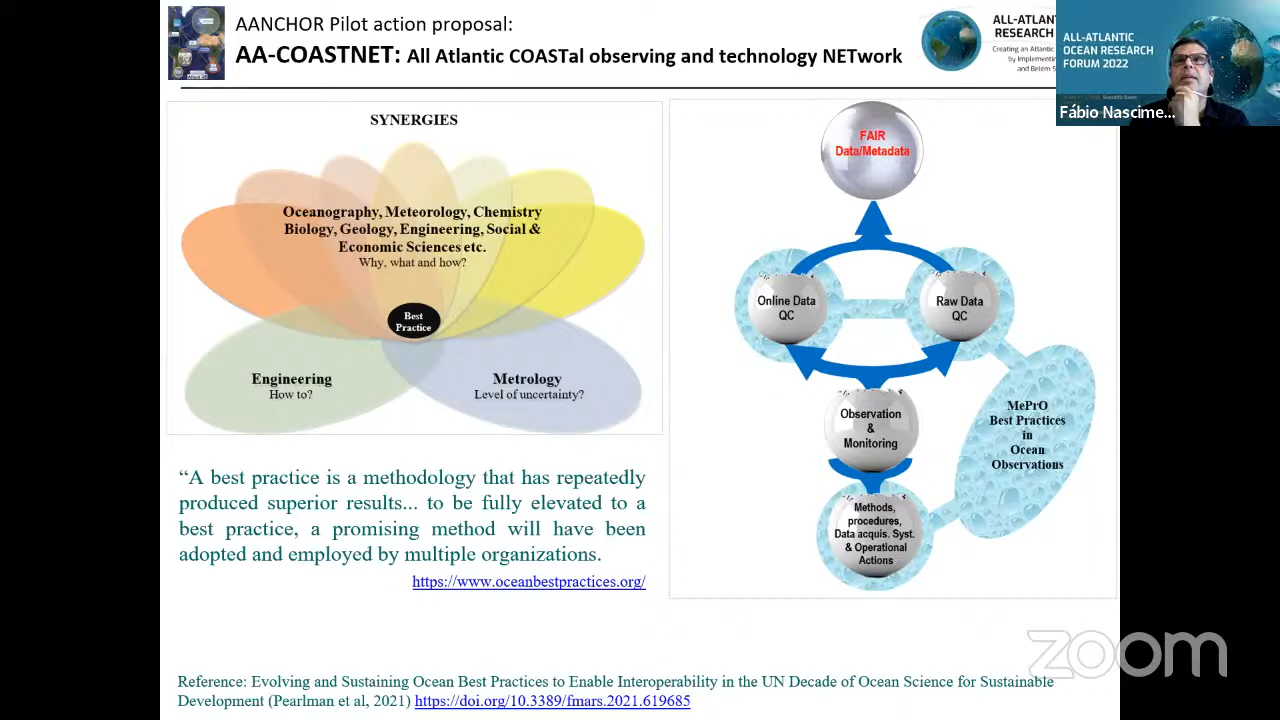 AANCHOR Pilot action proposal:
AA-COASTNET: All Atlantic COASTal observing and technology NETwork
ALL-ATLANT
RESEARCH
Creating an Atlantic
by Implementing
and Belem S
ALL-ATLANTIC
OCEAN RESEARCH
FORUM 2022
Fábio Nascime...
SYNERGIES
Oceanography, Meteorology, Chemistry
Biology, Geology, Engineering, Social &
Economic Sciences etc.
Why, what and how?
Best
Practice
Engineering
How to?
Metrology
Level of uncertainty?
FAIR
Data/Metadata
Online Data
QC
Raw Data
QC
Observation
&
Monitoring
MePrO
Best Practices
in
Ocean
Observations
Methods,
procedures,
Data acquis. Syst.
& Operational
Actions
“A best practice is a methodology that has repeatedly
produced superior results... to be fully elevated to a
best practice, a promising method will have been
adopted and employed by multiple organizations.
https://www.oceanbestpractices.org/
zoom
Reference: Evolving and Sustaining Ocean Best Practices to Enable Interoperability in the UN Decade of Ocean Science for Sustainable
Development (Pearlman et al, 2021) https://doi.org/10.3389/fmars.2021.619685